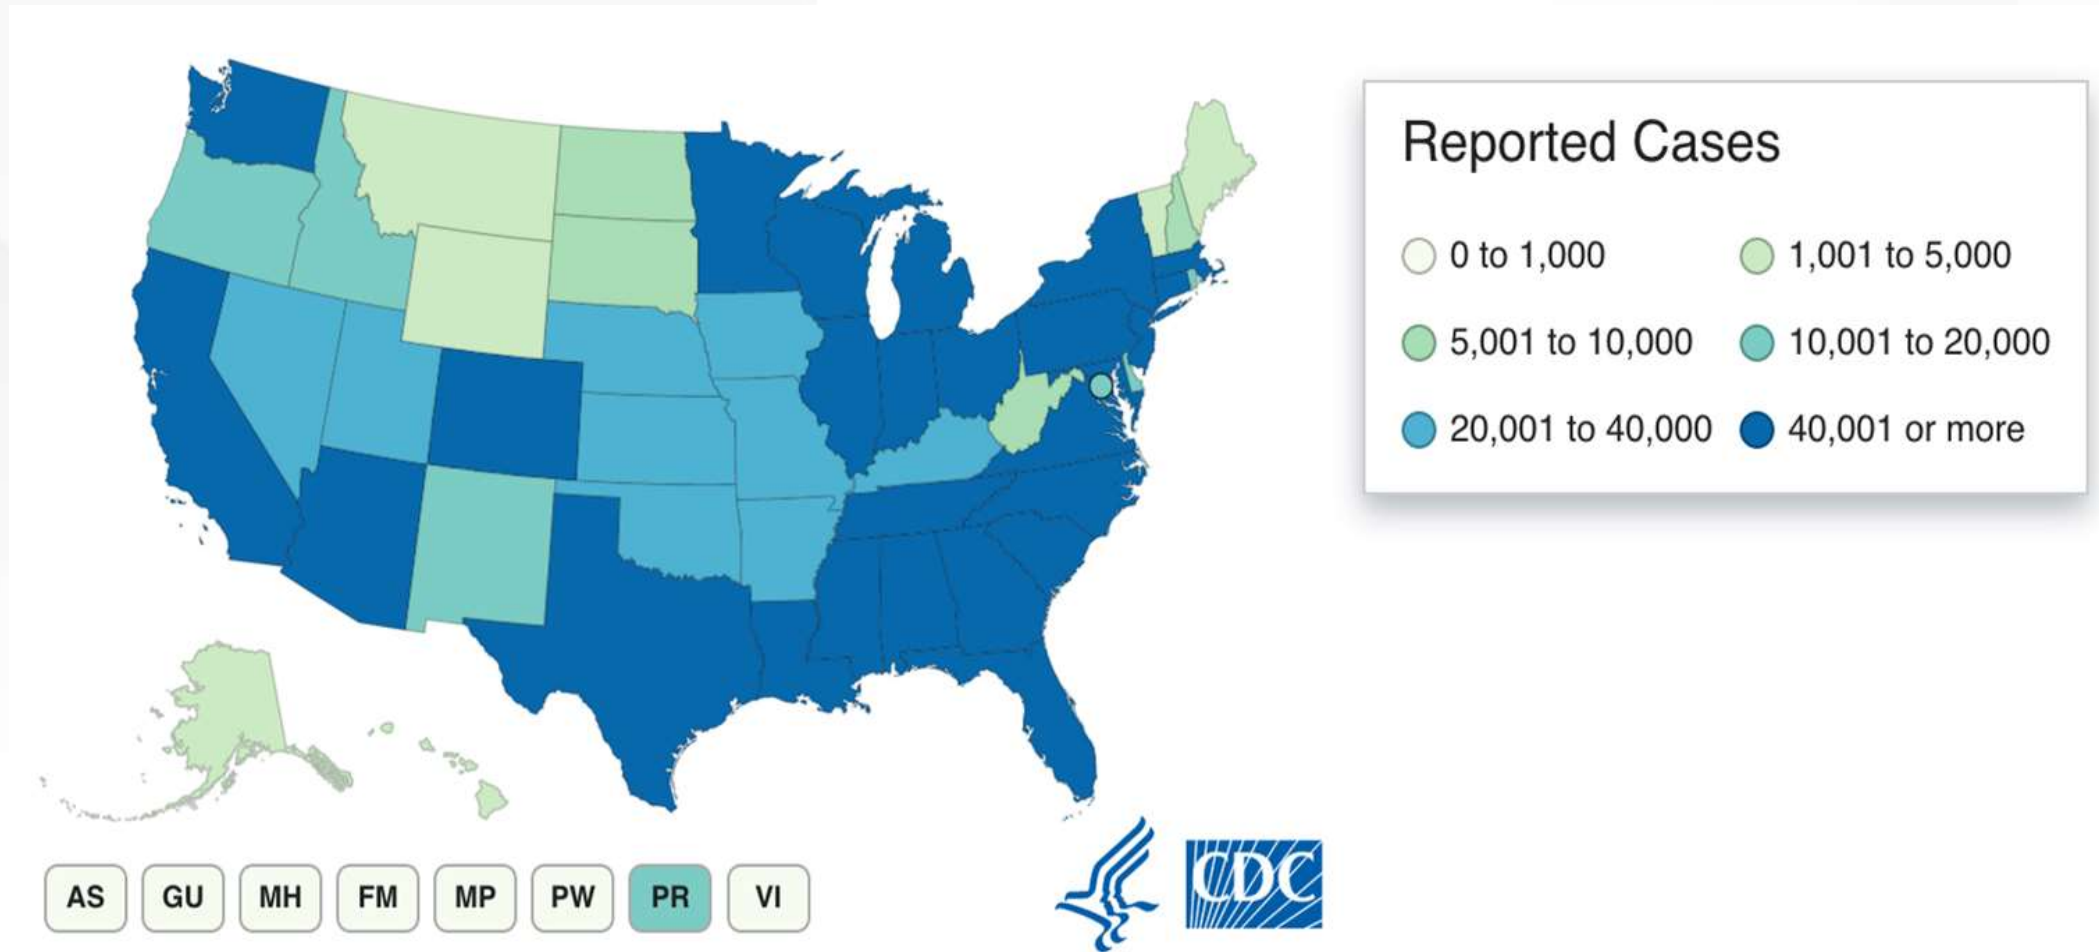 Reported Cases
0 to 1,000
1,001 to 5,000
5,001 to 10,000
10,001 to 20,000
20,001 to 40,000
40,001 or more
AS
GU
MH
FM
MP
PW
PR
VI
CDC